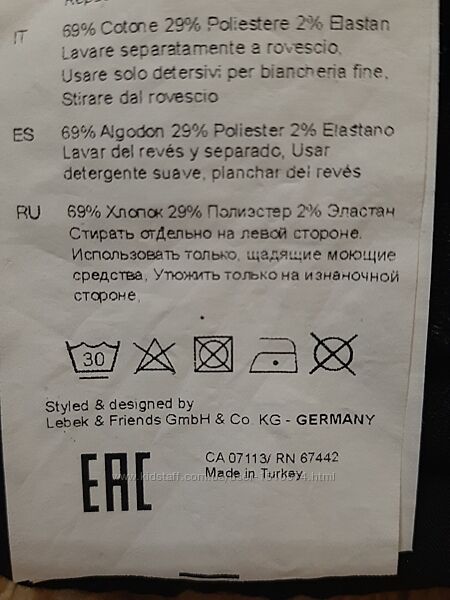 IT 69% Cotone 29% Poliestere 2% Elastan
Lavare separatamente a rovescio,
Usare solo detersivi per biancheria fine,
Stirare dal rovescio
ES 69% Algodon 29% Poliester 2% Elastano
Lavar del revés y separado, Usar
detergente suave, planchar del revés
RU 69% Хлопок 29% Полиэстер 2% Эластан
Стирать отДельно на левой стороне.
Использовать только, щадящие моющие
средства, Утюжить только на изнаночной
стороне,
30
Styled & designed by
Lebek & Friends GmbH & Co. KG - GERMANY
EAC
CA 07113/ RN 67442
Made in Turkey